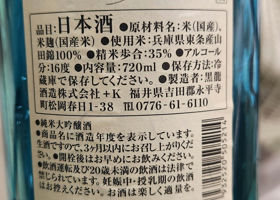 品目:日本酒 ●原材料名:米(国産)、
米麹(国産米) ●使用米:兵庫県東条産山
田錦100% ●精米歩合:35% ●アルコール
分:16度 ●内容量:720ml ●保存方法:冷
蔵庫で保存してください。 ●製造者:黒龍
酒造株式会社+K 福井県吉田郡永平寺
町松岡春日1-38 TEL 0776-61-6110
●純米大吟醸酒
●商品名に酒造年度を表示しています。
生酒ですので、3ヶ月以内にお召し上がりくだ
さい。 ●開栓後はお早めにお飲みください。
●飲酒運転及び20歳未満の飲酒は法律で
禁じられています。妊娠中・授乳期の飲酒
はお控えください。お酒は楽しく適量を。